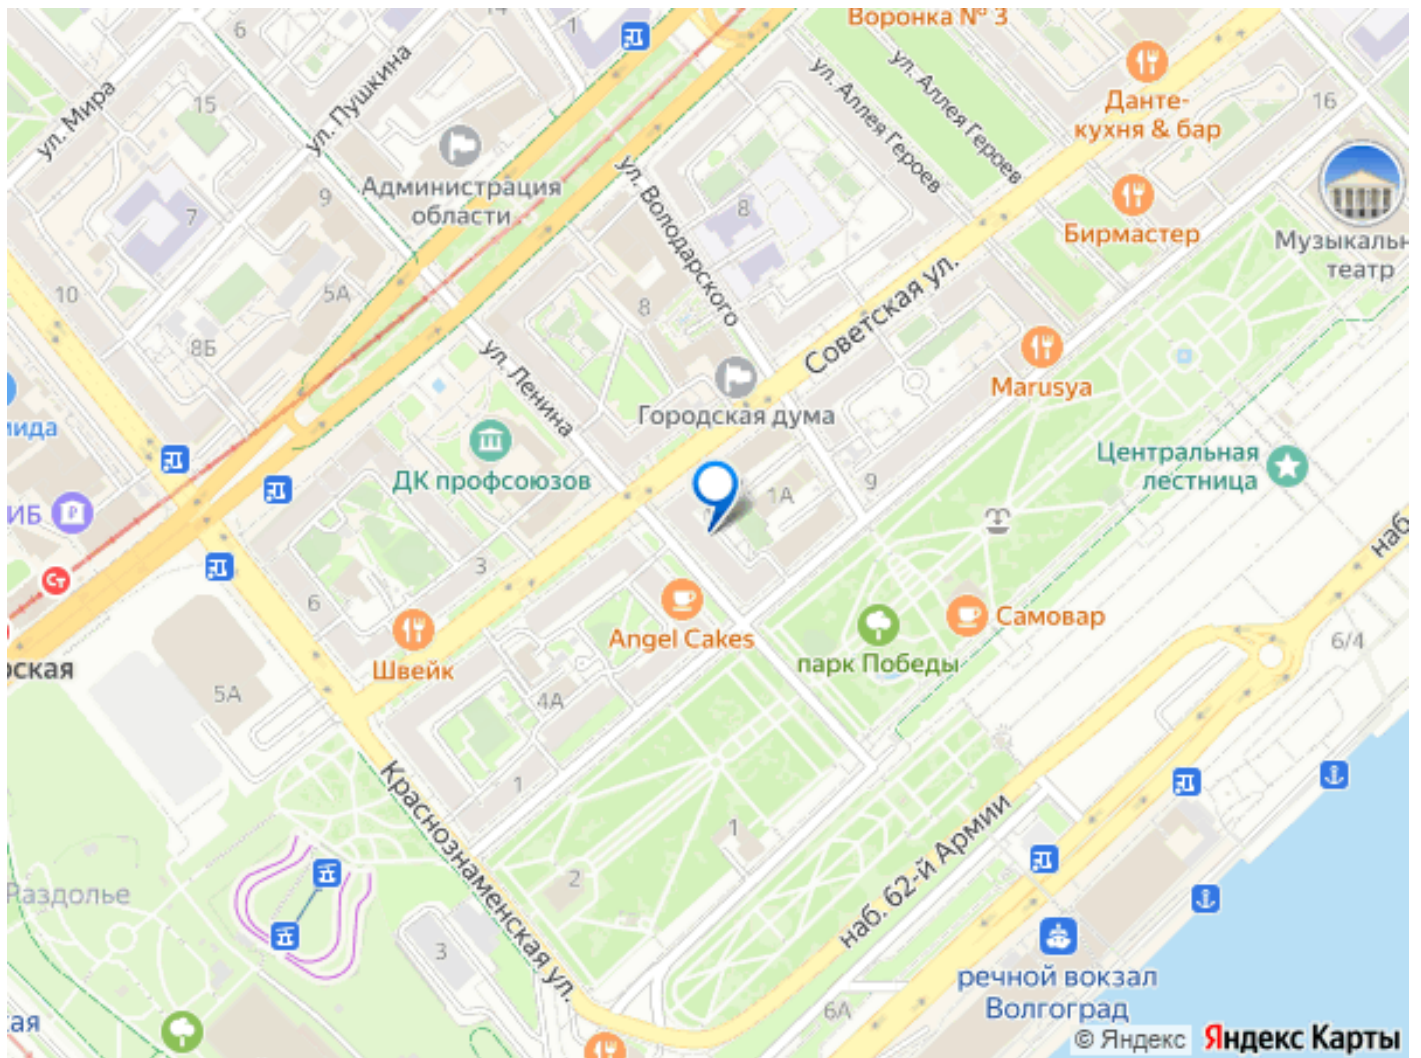 Воронка № 3
6
1
ул. Мира
ул. Пушкина
15
ул. Аллея Героев
ул. Аллея Героев
Данте-
кухня & бар
16
Администрация
области
9
7
ул. Володарского
8
Бирмастер
Музыкальн
театр
10
5А
8
8Б
Советская ул.
ул. Ленина
Marusya
Городская дума
мида
ДК профсоюзов
1А
9
Центральная
лестница
ИБ
₽
наб.
Ст
3
6
Angel Cakes
Самовар
Швейк
парк Победы
6/4
рская
5А
4А
1
Краснознаменская ул.
1
наб. 62-й Армии
2
Раздолье
3
речной вокзал
Волгоград
6А
ая
© Яндекс Яндекс Карты